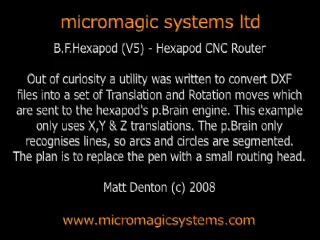 micromagic systems ltd
B.F.Hexapod (V5) - Hexapod CNC Router
Out of curiosity a utility was written to convert DXF
files into a set of Translation and Rotation moves which
are sent to the hexapod's p.Brain engine. This example
only uses X,Y & Z translations. The p.Brain only
recognises lines, so arcs and circles are segmented.
The plan is to replace the pen with a small routing head.
Matt Denton (c) 2008
www.micromagicsystems.com